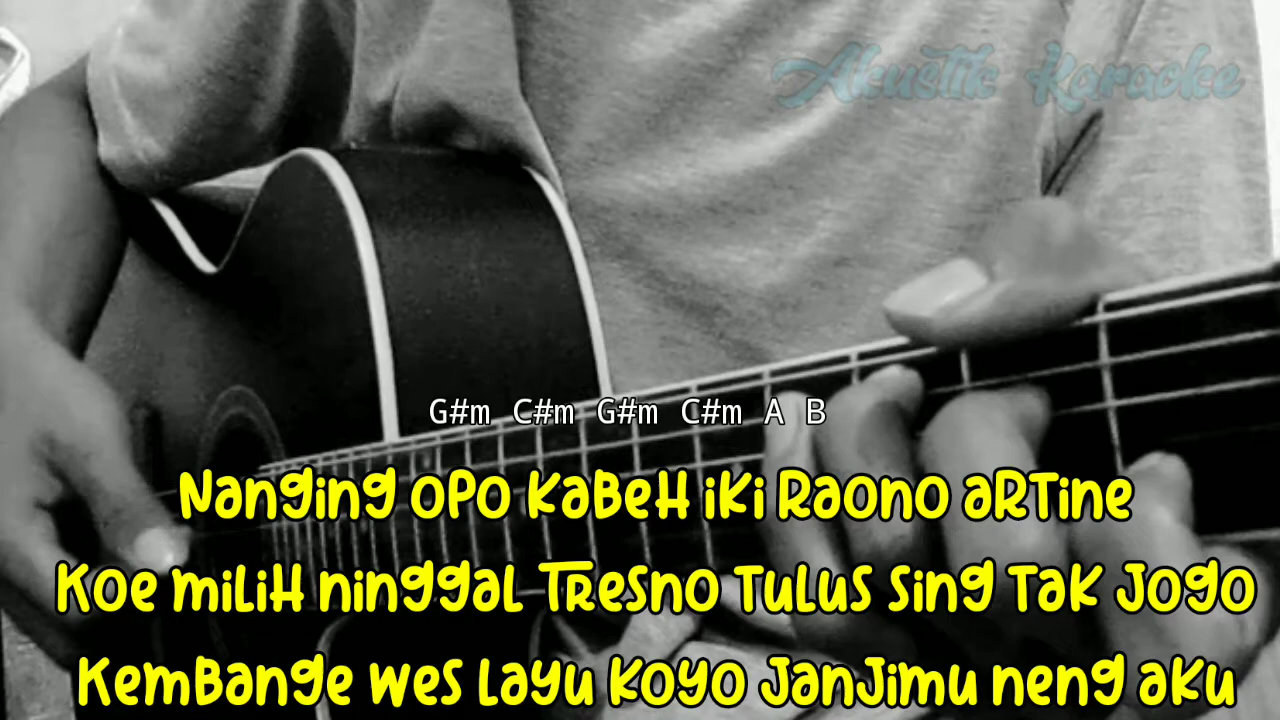 Akustik Karaoke
G#m C#m G#m C#m A B
Nanging opo kabeh iki raono artine
Koe milih ninggal tresno tulus sing tak jogo
Kembange wes layu koyo janjimu neng aku